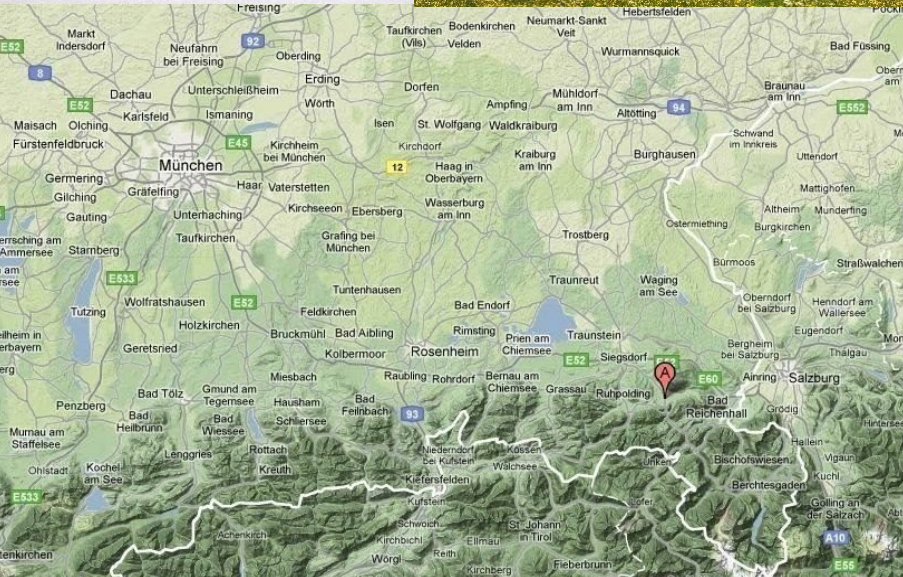 Freising
Hebertsfelden
Markt
Indersdorf
E52
92
Taufkirchen
(Vils)
Bodenkirchen
Velden
Neumarkt-Sankt
Veit
Neufahrn
bei Freising
Oberding
Wurmannsquick
Bad Füssing
8
Erding
Dorfen
Dachau
Unterschleißheim
Wörth
Ampfing
Mühldorf
am Inn
Altötting
94
Braunau
am Inn
E552
E52
Karlsfeld
Ismaning
Maisach
Olching
Fürstenfeldbruck
E45
Isen
St. Wolfgang
Waldkraiburg
Schwand
im Innkreis
Kirchheim
bei München
Kirchdorf
Kraiburg
am Inn
Burghausen
Uttendorf
München
12
Haag in
Oberbayern
Germering
Gräfelfing
Haar
Vaterstetten
Mattighofen
Gilching
Gauting
Unterhaching
Kirchseeon
Ebersberg
Wasserburg
am Inn
Altheim
Munderfing
Burgkirchen
Ostermiething
Taufkirchen
Grafing bei
München
Trostberg
Starnberg
Bürmoos
Straßwalchen
E533
Tuntenhausen
Traunreut
Waging
am See
Tutzing
Wolfratshausen
E52
Feldkirchen
Bad Endorf
Oberndorf
bei Salzburg
Henndorf am
Wallersee
Holzkirchen
Bruckmühl
Bad Aibling
Rimsting
Prien am
Chiemsee
Traunstein
Eugendorf
Geretsried
Kolbermoor
Rosenheim
Bergheim
bei Salzburg
Thalgau
E52
Siegsdorf
A
E60
Ainring
Salzburg
Miesbach
Raubling
Rohrdorf
Bernau am
Chiemsee
Grassau
Ruhpolding
Bad
Reichenhall
Grödig
Penzberg
Bad Tölz
Gmund am
Tegernsee
Hausham
Schliersee
Bad
Feilnbach
93
Bad
Heilbrunn
Bad
Wiessee
Murnau am
Staffelsee
Hallein
Lenggries
Rottach
Kreuth
Niederndorf
bei Kufstein
Kössen
Walchsee
Unken
Bischofswiesen
Vigaun
Kuchl
Ohlstadt
Kochel
am See
Kiefersfelden
Kufstein
Berchtesgaden
E533
Lofer
Golling an
der Salzach
Achenkirch
Schwoich
Kirchbichl
St. Johann
in Tirol
Ellmau
A10
Wörgl
Reith
Kirchberg
Fieberbrunn
E55